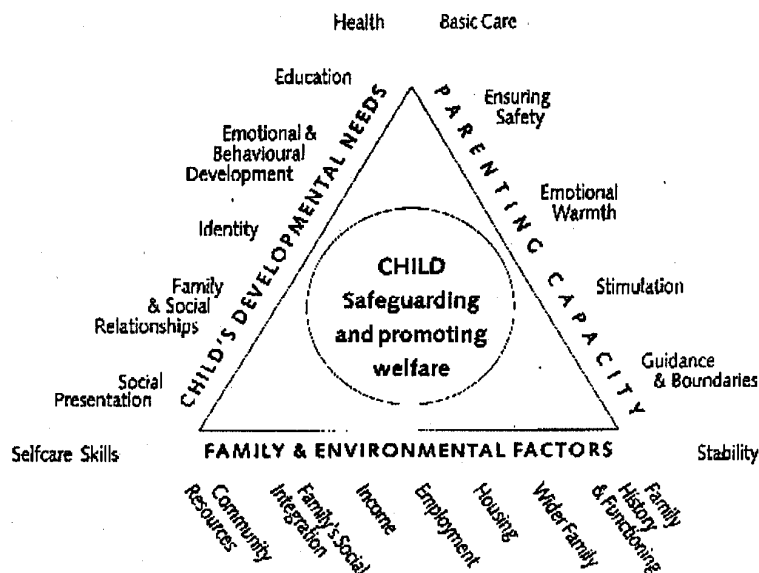 Health
Basic Care
Education
Ensuring
Safety
Emotional &
Behavioural
Development
Emotional
Warmth
Identity
Family
& Social
Relationships
Stimulation
Social
Presentation
Guidance
& Boundaries
Selfcare Skills
Stability
CHILD'S DEVELOPMENTAL NEEDS
PARENTING CAPACITY
CHILD
Safeguarding
and promoting
welfare
FAMILY & ENVIRONMENTAL FACTORS
Community
Resources
Family's Social
Integration
Income
Employment
Housing
Wider Family
Family
History
& Functioning